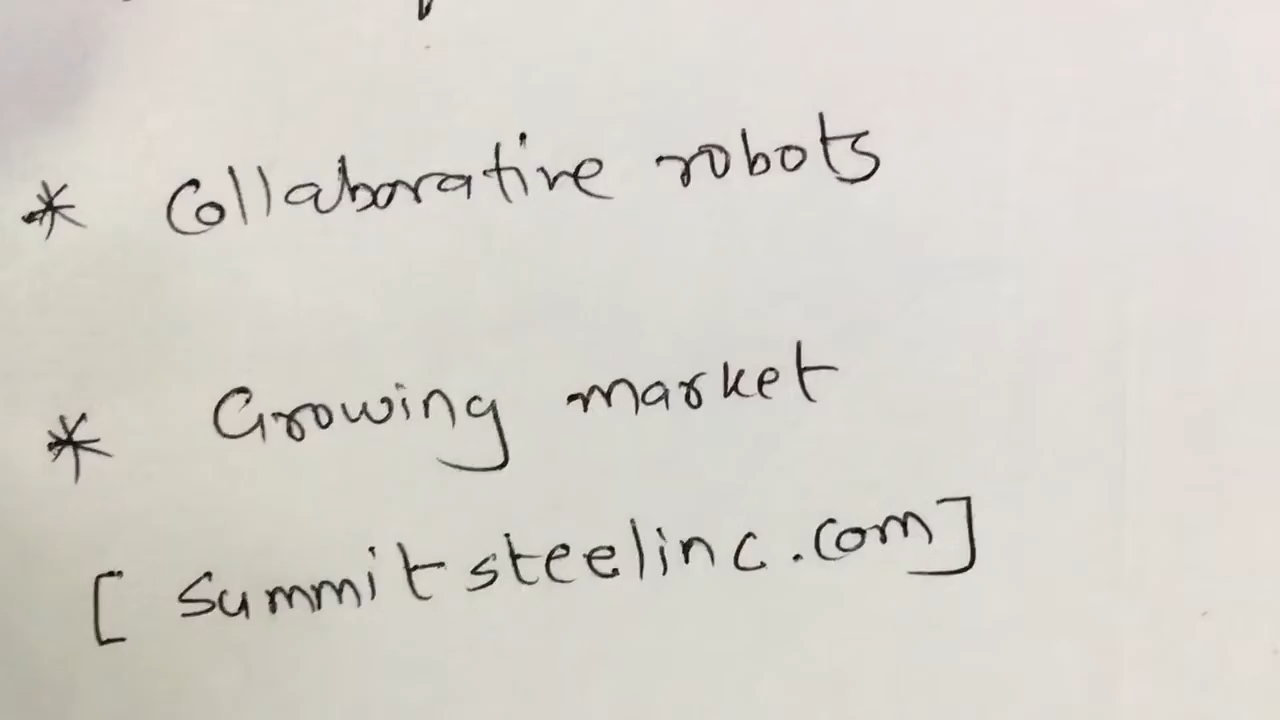 * Collaborative robots
* Growing market
[ Summitsteelinc.com]